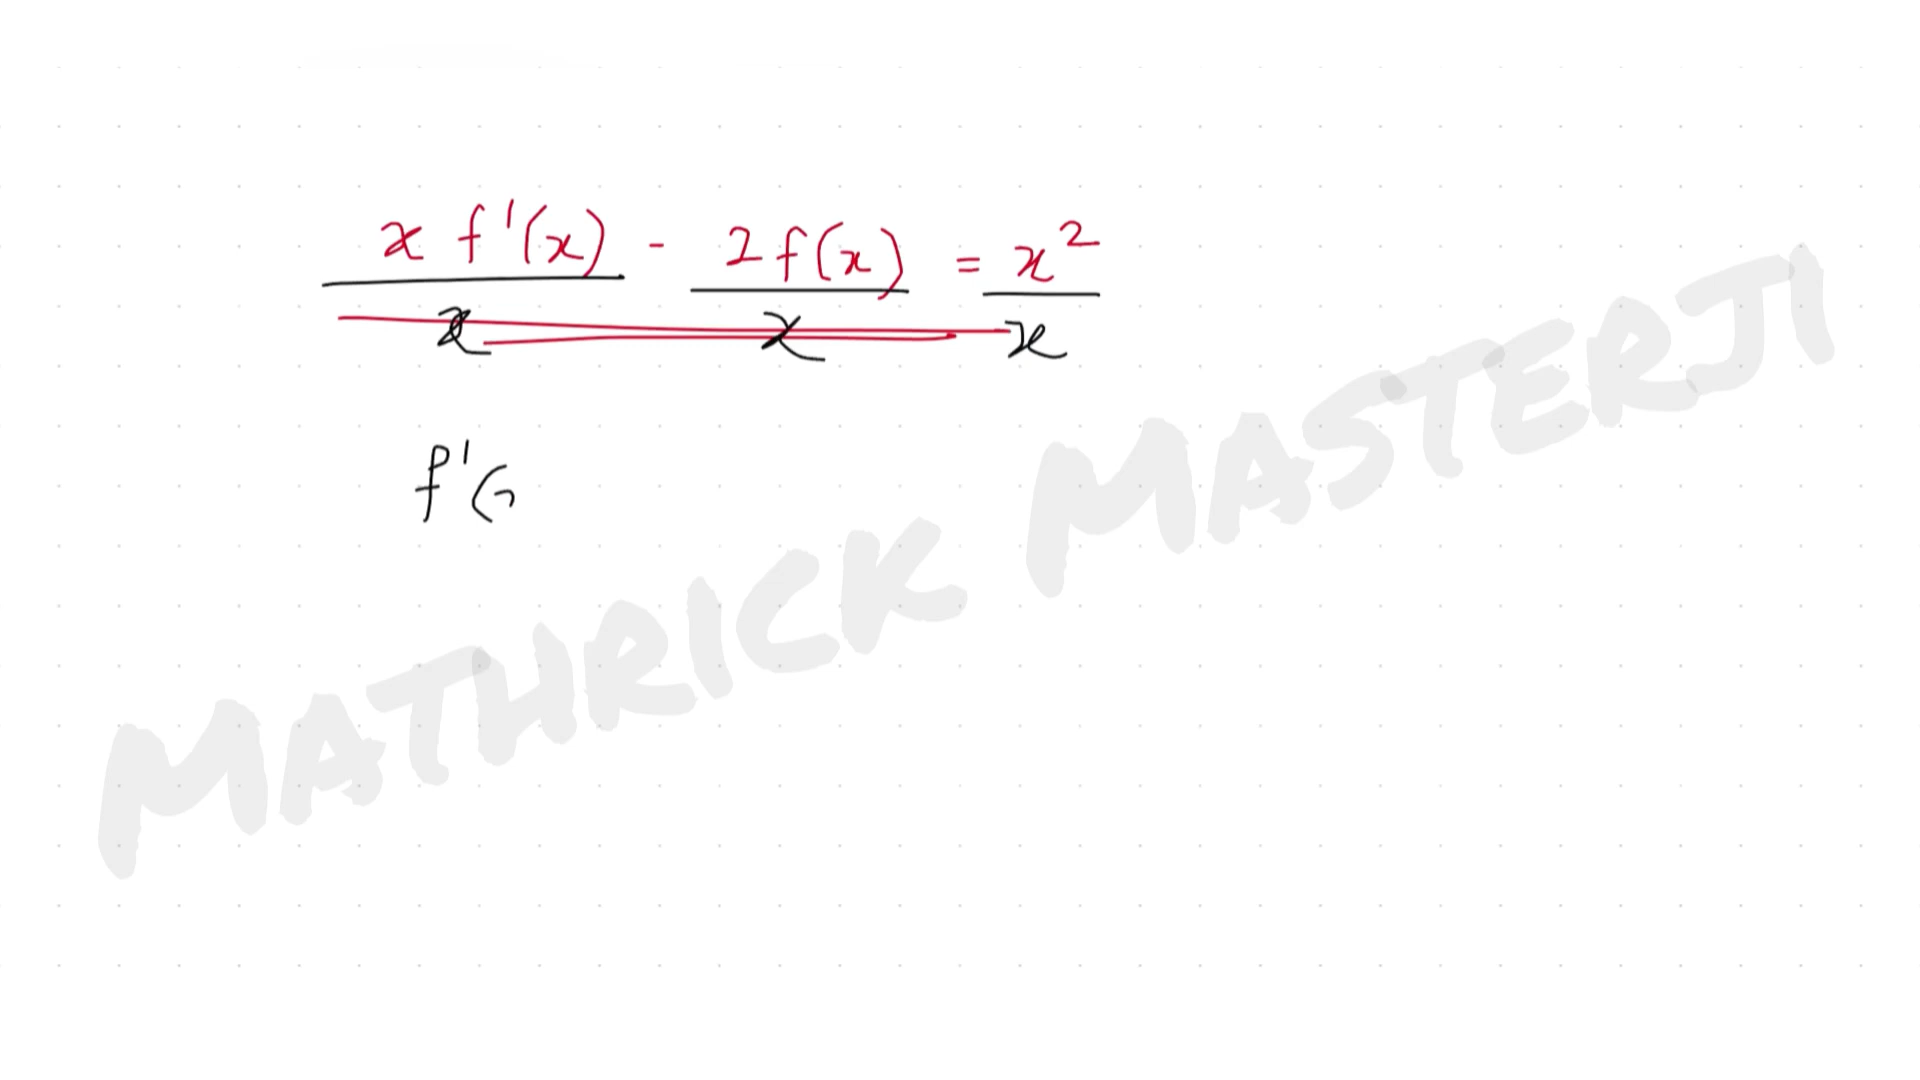 x f'(x) - 2f(x) = x²
x x x
f'(
MATHRICK MASTERJI